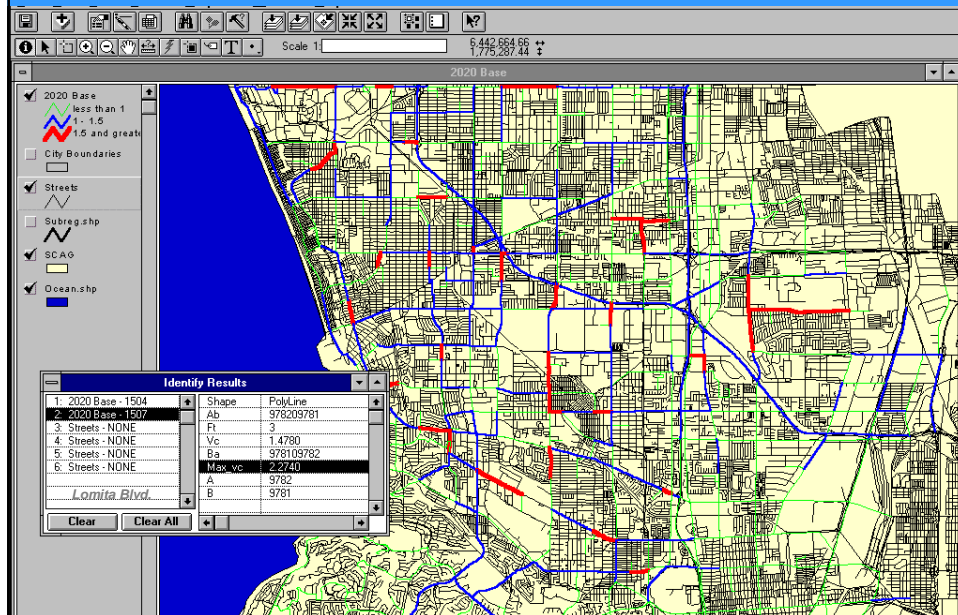 Scale 1:
6,442,664.66
1,775,287.44
2020 Base
2020 Base
less than 1
1 - 1.5
1.5 and greate
City Boundaries
Streets
Subreg.shp
SCAG
Ocean.shp
Identify Results
1: 2020 Base - 1504
2: 2020 Base - 1507
3: Streets - NONE
4: Streets - NONE
5: Streets - NONE
6: Streets - NONE
Lomita Blvd.
Clear
Clear All
Shape PolyLine
Ab 978209781
Ft 3
Vc 1.4780
Ba 978109782
Max_vc 2.2740
A 9782
B 9781